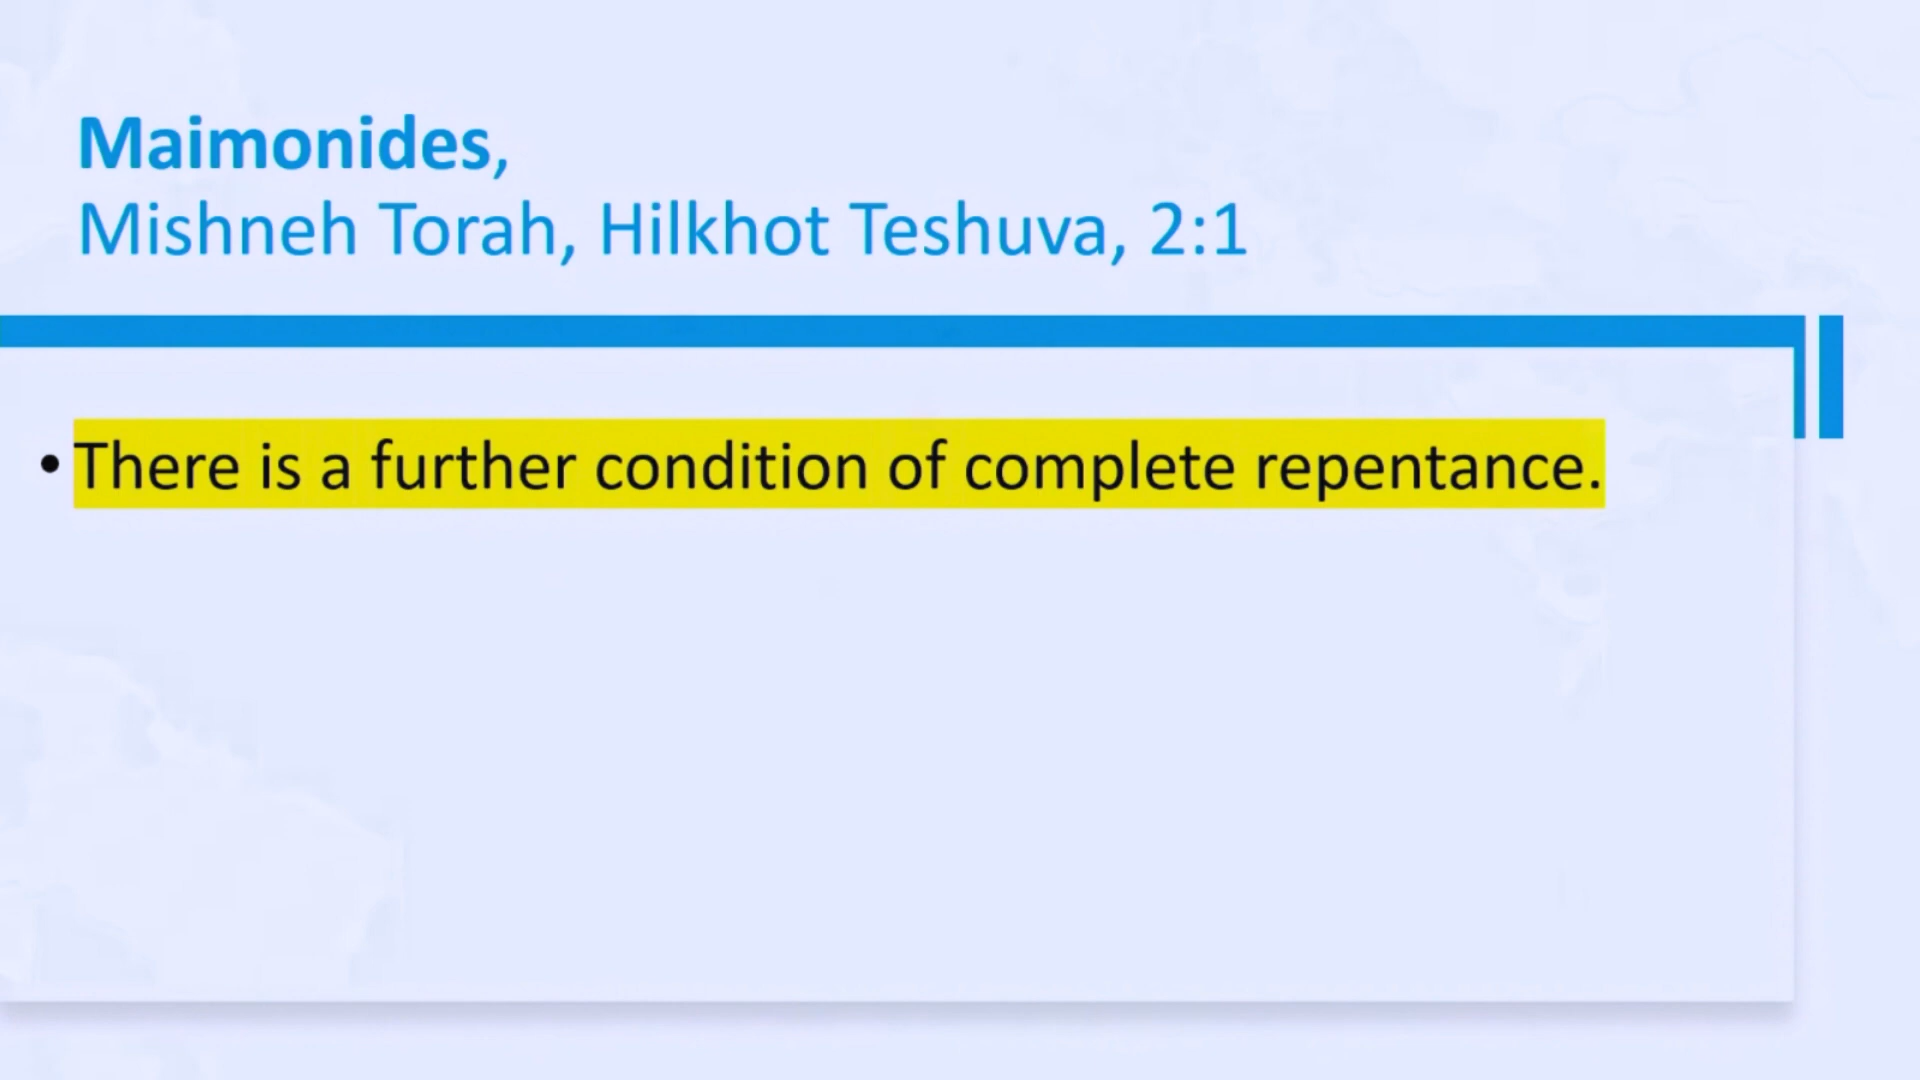 Maimonides,
Mishneh Torah, Hilkhot Teshuva, 2:1
• There is a further condition of complete repentance.